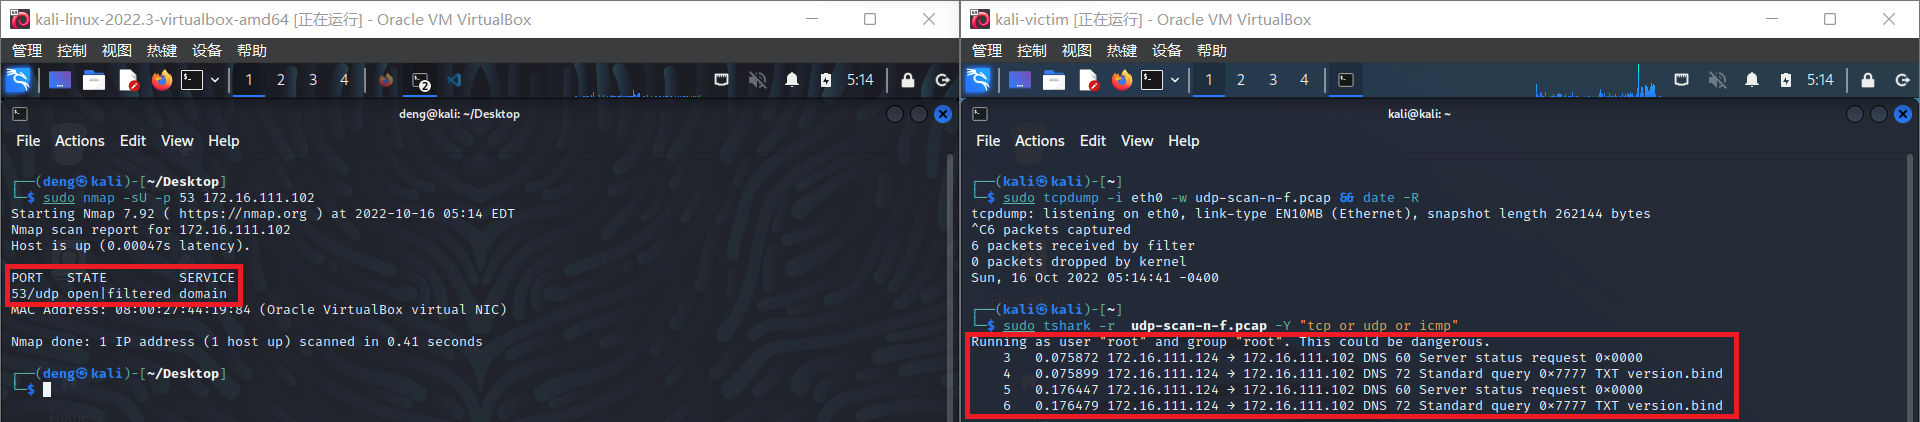 kali-linux-2022.3-virtualbox-amd64 [正在运行] - Oracle VM VirtualBox
管理 控制 视图 热键 设备 帮助
1 2 3 4 2 5:14
deng@kali: ~/Desktop
File Actions Edit View Help
┌──(deng㉿kali)-[~/Desktop]
└─$ sudo nmap -sU -p 53 172.16.111.102
Starting Nmap 7.92 ( https://nmap.org ) at 2022-10-16 05:14 EDT
Nmap scan report for 172.16.111.102
Host is up (0.00047s latency).
PORT   STATE         SERVICE
53/udp open|filtered domain
MAC Address: 08:00:27:44:19:84 (Oracle VirtualBox virtual NIC)
Nmap done: 1 IP address (1 host up) scanned in 0.41 seconds
┌──(deng㉿kali)-[~/Desktop]
└─$
kali-victim [正在运行] - Oracle VM VirtualBox
管理 控制 视图 热键 设备 帮助
1 2 3 4 5:14
kali@kali: ~
File Actions Edit View Help
┌──(kali㉿kali)-[~]
└─$ sudo tcpdump -i eth0 -w udp-scan-n-f.pcap && date -R
tcpdump: listening on eth0, link-type EN10MB (Ethernet), snapshot length 262144 bytes
^C6 packets captured
6 packets received by filter
0 packets dropped by kernel
Sun, 16 Oct 2022 05:14:41 -0400
┌──(kali㉿kali)-[~]
└─$ sudo tshark -r  udp-scan-n-f.pcap -Y "tcp or udp or icmp"
Running as user "root" and group "root". This could be dangerous.
3   0.075872 172.16.111.124 → 172.16.111.102 DNS 60 Server status request 0×0000
4   0.075899 172.16.111.124 → 172.16.111.102 DNS 72 Standard query 0×7777 TXT version.bind
5   0.176447 172.16.111.124 → 172.16.111.102 DNS 60 Server status request 0×0000
6   0.176479 172.16.111.124 → 172.16.111.102 DNS 72 Standard query 0×7777 TXT version.bind